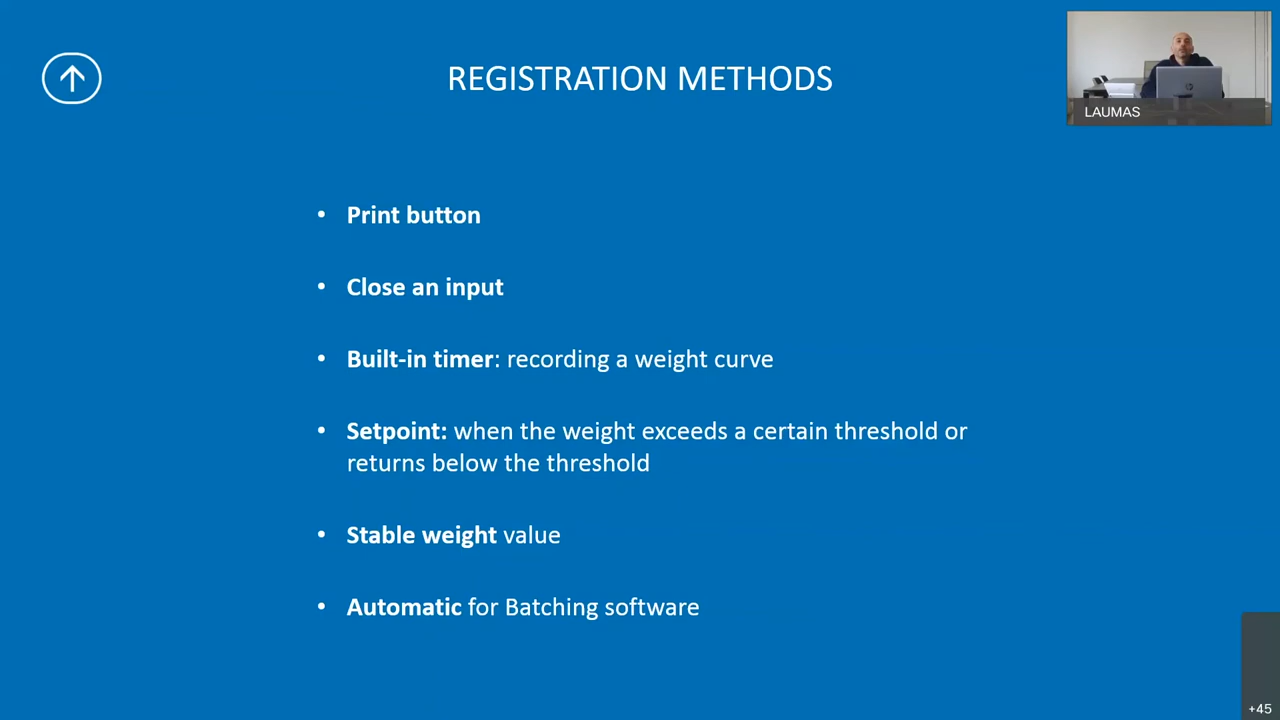 REGISTRATION METHODS
LAUMAS
• Print button
• Close an input
• Built-in timer: recording a weight curve
• Setpoint: when the weight exceeds a certain threshold or
returns below the threshold
• Stable weight value
• Automatic for Batching software
+45